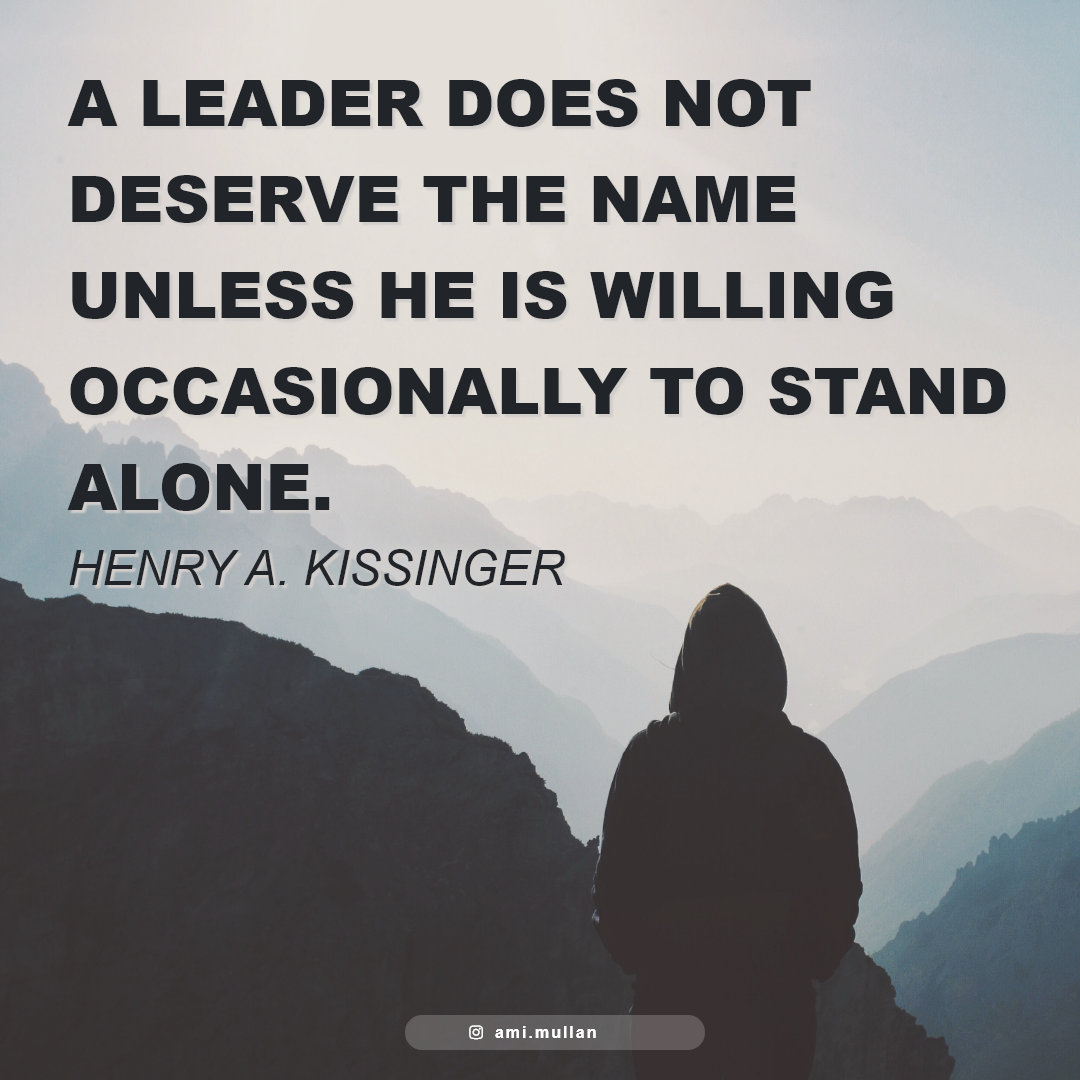 A LEADER DOES NOT
DESERVE THE NAME
UNLESS HE IS WILLING
OCCASIONALLY TO STAND
ALONE.
HENRY A. KISSINGER
ami.mullan